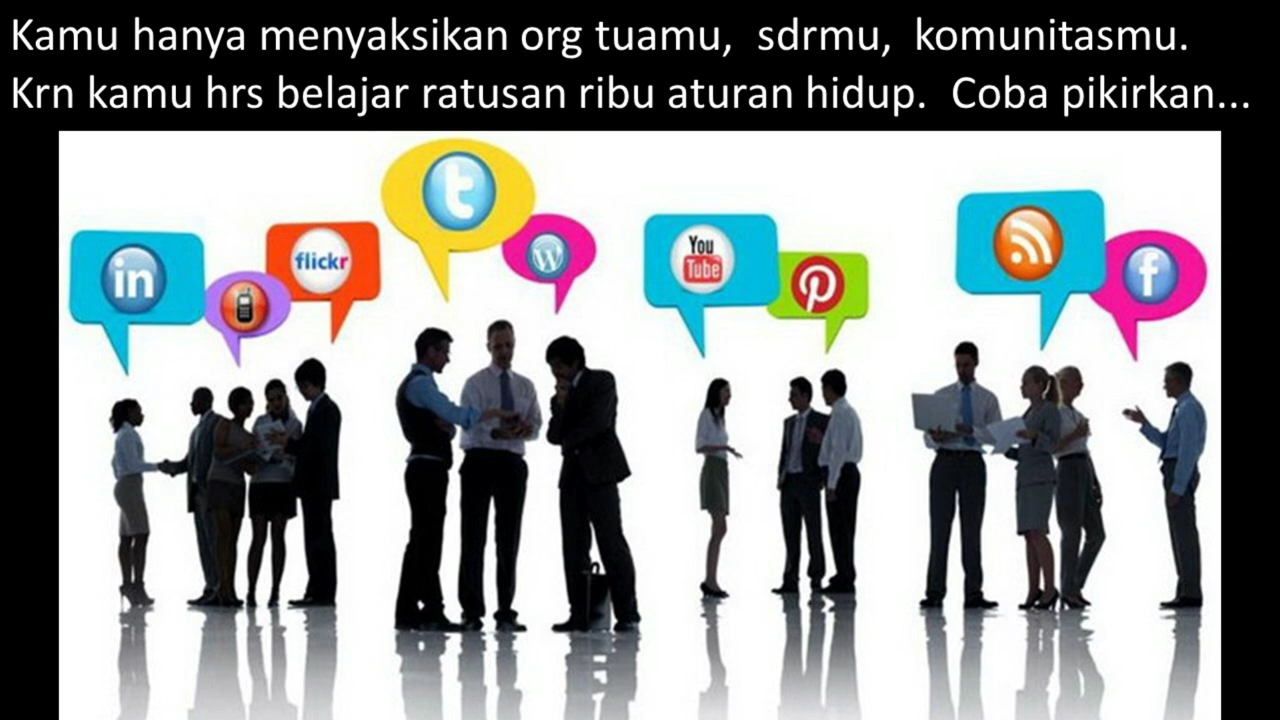 Kamu hanya menyaksikan org tuamu, sdrmu, komunitasmu.
Krn kamu hrs belajar ratusan ribu aturan hidup. Coba pikirkan...
t
in
flickr
W
You
Tube
p
f